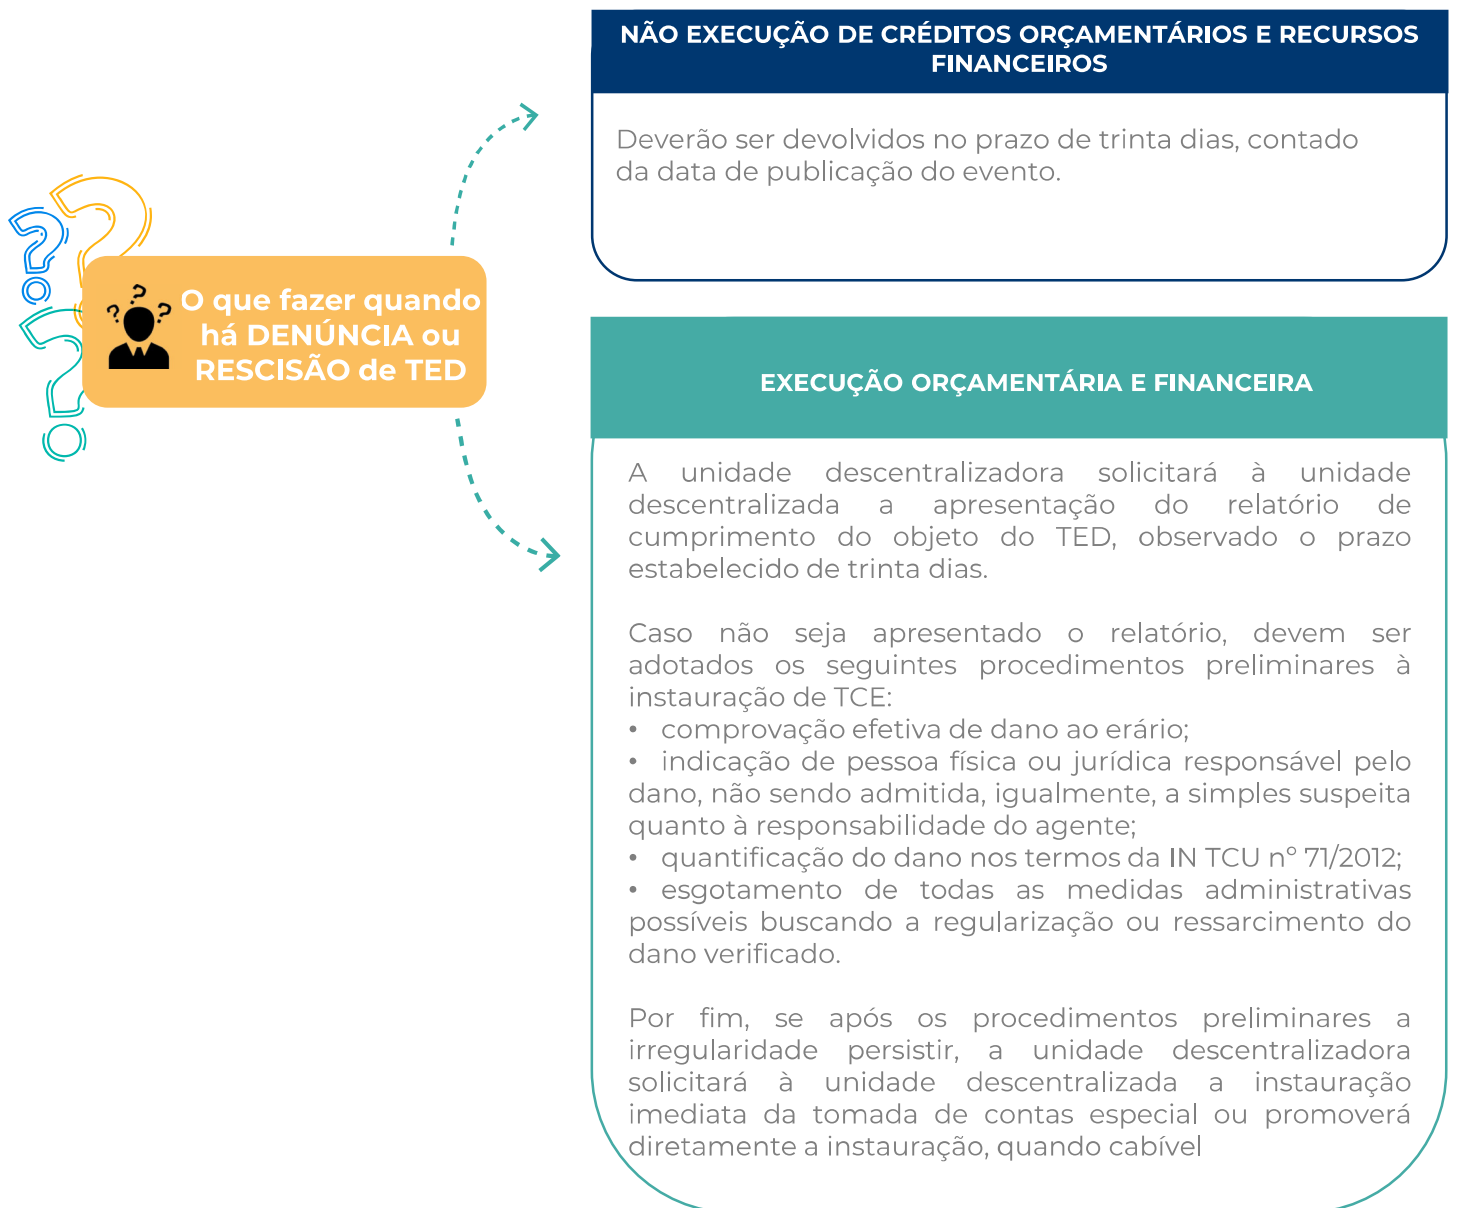 O que fazer quando
há DENÚNCIA ou
RESCISÃO de TED
NÃO EXECUÇÃO DE CRÉDITOS ORÇAMENTÁRIOS E RECURSOS
FINANCEIROS
Deverão ser devolvidos no prazo de trinta dias, contado
da data de publicação do evento.
EXECUÇÃO ORÇAMENTÁRIA E FINANCEIRA
A unidade descentralizadora solicitará à unidade
descentralizada a apresentação do relatório de
cumprimento do objeto do TED, observado o prazo
estabelecido de trinta dias.
Caso não seja apresentado o relatório, devem ser
adotados os seguintes procedimentos preliminares à
instauração de TCE:
• comprovação efetiva de dano ao erário;
• indicação de pessoa física ou jurídica responsável pelo
dano, não sendo admitida, igualmente, a simples suspeita
quanto à responsabilidade do agente;
• quantificação do dano nos termos da IN TCU nº 71/2012;
• esgotamento de todas as medidas administrativas
possíveis buscando a regularização ou ressarcimento do
dano verificado.
Por fim, se após os procedimentos preliminares a
irregularidade persistir, a unidade descentralizadora
solicitará à unidade descentralizada a instauração
imediata da tomada de contas especial ou promoverá
diretamente a instauração, quando cabível